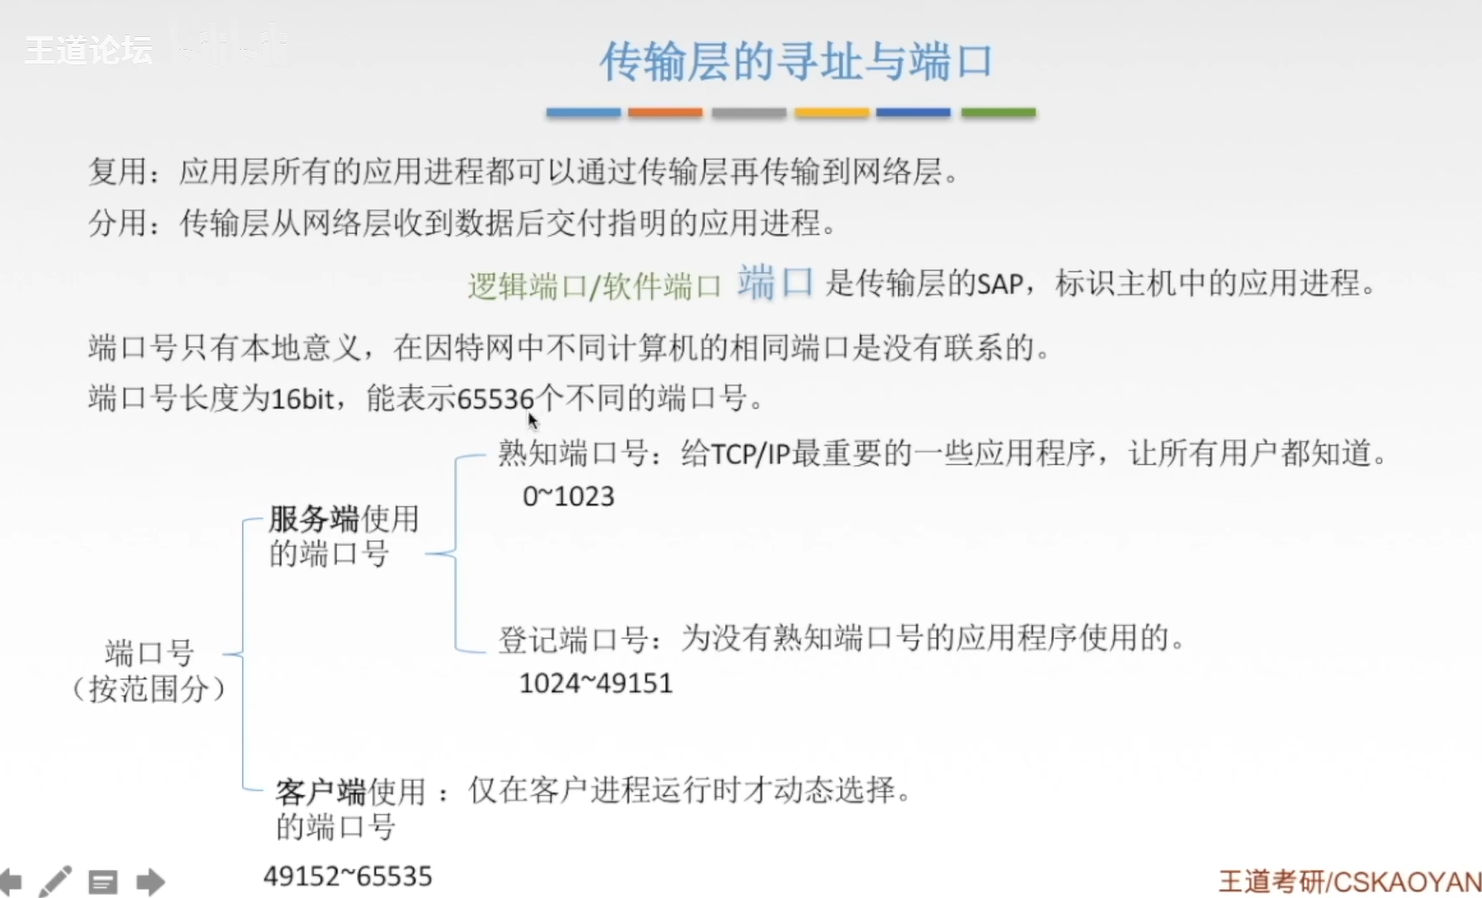 王道论坛
传输层的寻址与端口
复用：应用层所有的应用进程都可以通过传输层再传输到网络层。
分用：传输层从网络层收到数据后交付指明的应用进程。
逻辑端口/软件端口 端口 是传输层的SAP，标识主机中的应用进程。
端口号只有本地意义，在因特网中不同计算机的相同端口是没有联系的。
端口号长度为16bit，能表示65536个不同的端口号。
熟知端口号：给TCP/IP最重要的一些应用程序，让所有用户都知道。
0~1023
服务端使用
的端口号
登记端口号：为没有熟知端口号的应用程序使用的。
1024~49151
端口号
（按范围分）
客户端使用 ：仅在客户进程运行时才动态选择。
的端口号
49152~65535
王道考研/CSKAOYAN